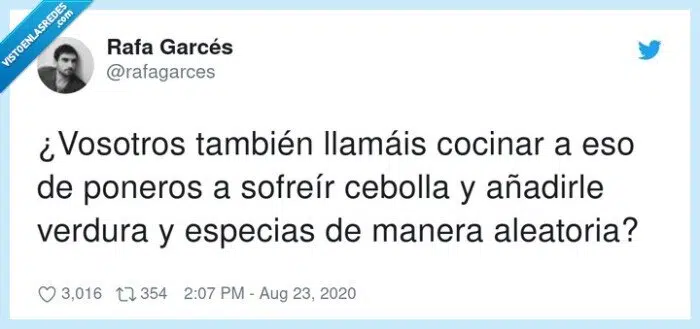 VISTOENLASREDES
.com
Rafa Garcés
@rafagarces
¿Vosotros también llamáis cocinar a eso
de poneros a sofreír cebolla y añadirle
verdura y especias de manera aleatoria?
3,016 354 2:07 PM - Aug 23, 2020